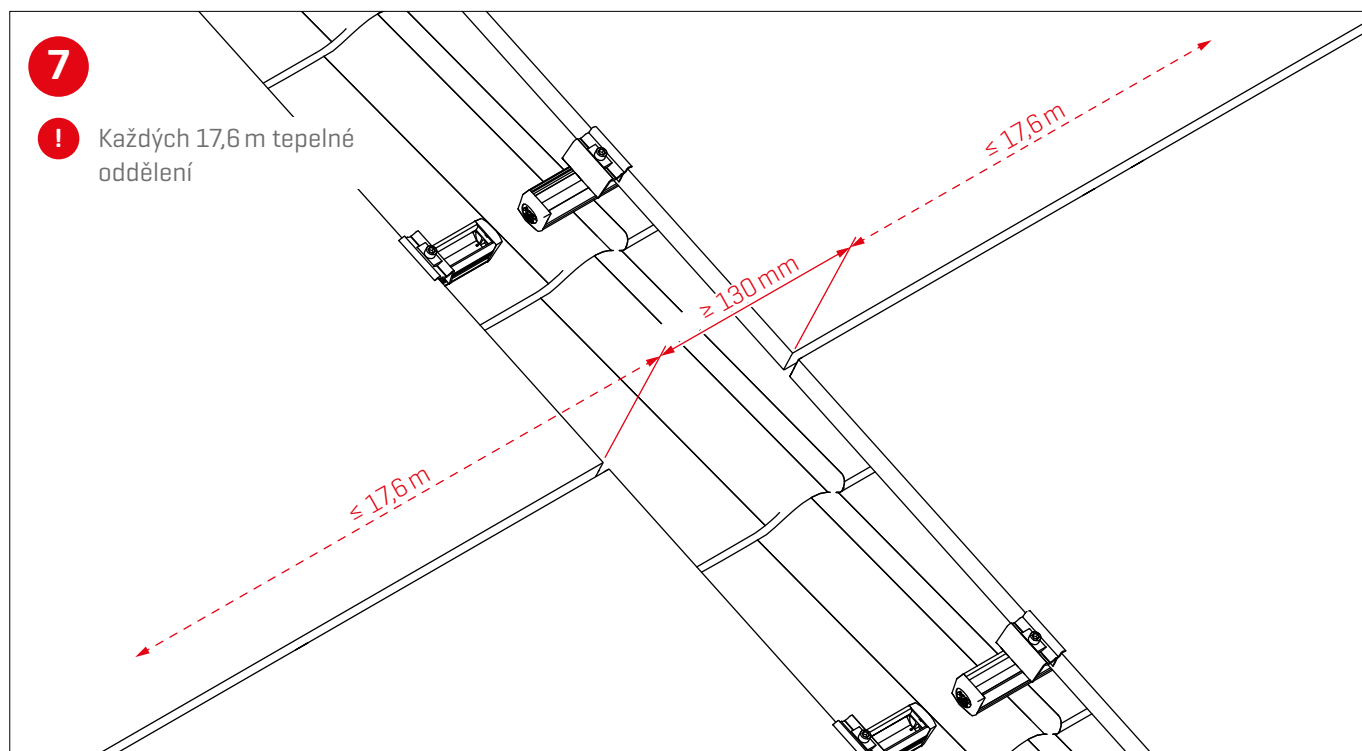 7
! Každých 17,6 m tepelné
oddělení
≤ 17,6 m
≥ 130 mm
≤ 17,6 m